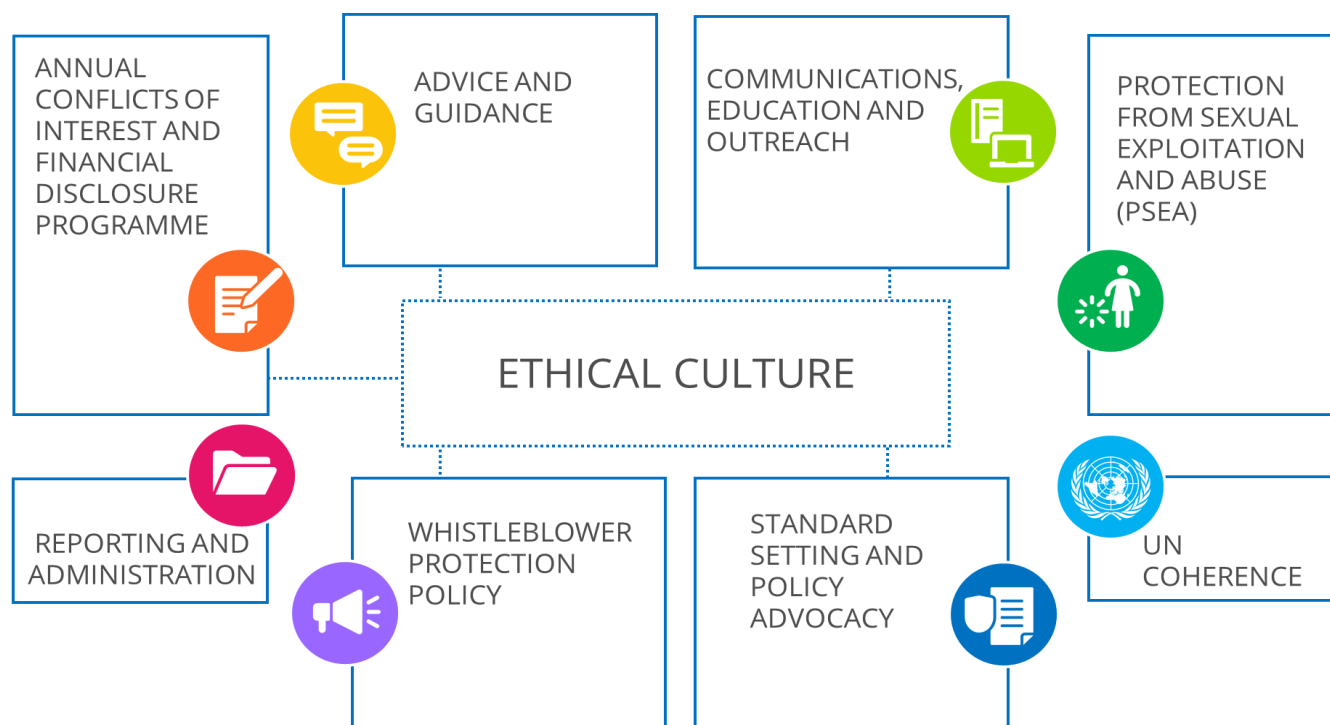 ANNUAL
CONFLICTS OF
INTEREST AND
FINANCIAL
DISCLOSURE
PROGRAMME
ADVICE AND
GUIDANCE
COMMUNICATIONS,
EDUCATION AND
OUTREACH
PROTECTION
FROM SEXUAL
EXPLOITATION
AND ABUSE
(PSEA)
ETHICAL CULTURE
REPORTING AND
ADMINISTRATION
WHISTLEBLOWER
PROTECTION
POLICY
STANDARD
SETTING AND
POLICY
ADVOCACY
UN
COHERENCE